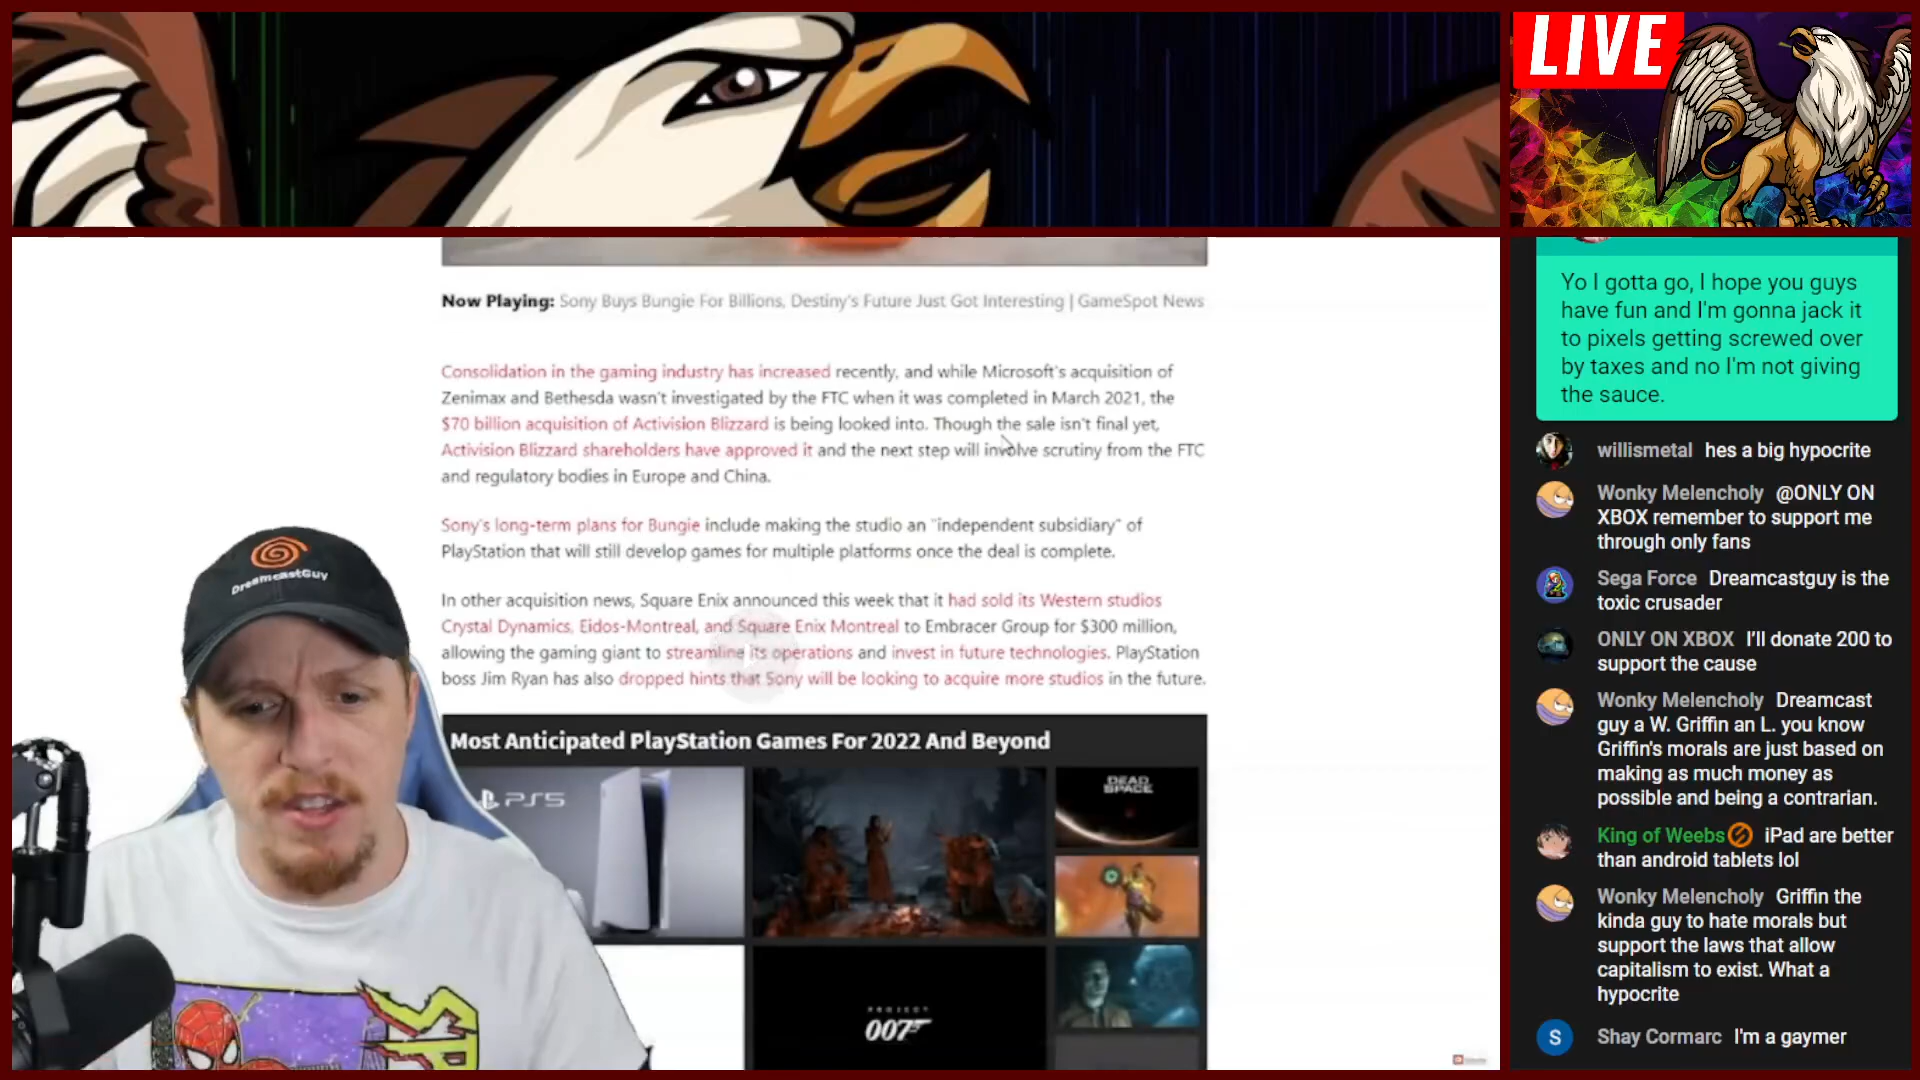 LIVE
Now Playing: Sony Buys Bungie For Billions, Destiny's Future Just Got Interesting | GameSpot News
Consolidation in the gaming industry has increased recently, and while Microsoft's acquisition of
Zenimax and Bethesda wasn't investigated by the FTC when it was completed in March 2021, the
$70 billion acquisition of Activision Blizzard is being looked into. Though the sale isn't final yet,
Activision Blizzard shareholders have approved it and the next step will involve scrutiny from the FTC
and regulatory bodies in Europe and China.
Sony's long-term plans for Bungie include making the studio an "independent subsidiary" of
PlayStation that will still develop games for multiple platforms once the deal is complete.
In other acquisition news, Square Enix announced this week that it had sold its Western studios
Crystal Dynamics, Eidos-Montreal, and Square Enix Montreal to Embracer Group for $300 million,
allowing the gaming giant to streamline its operations and invest in future technologies. PlayStation
boss Jim Ryan has also dropped hints that Sony will be looking to acquire more studios in the future.
Most Anticipated PlayStation Games For 2022 And Beyond
PS5
DEAD
SPACE
PROJECT
007
DreamcastGuy
Yo I gotta go, I hope you guys
have fun and I'm gonna jack it
to pixels getting screwed over
by taxes and no I'm not giving
the sauce.
willismetal hes a big hypocrite
Wonky Melencholy @ONLY ON
XBOX remember to support me
through only fans
Sega Force Dreamcastguy is the
toxic crusader
ONLY ON XBOX I'll donate 200 to
support the cause
Wonky Melencholy Dreamcast
guy a W. Griffin an L. you know
Griffin's morals are just based on
making as much money as
possible and being a contrarian.
King of Weebs iPad are better
than android tablets lol
Wonky Melencholy Griffin the
kinda guy to hate morals but
support the laws that allow
capitalism to exist. What a
hypocrite
S
Shay Cormarc I'm a gaymer